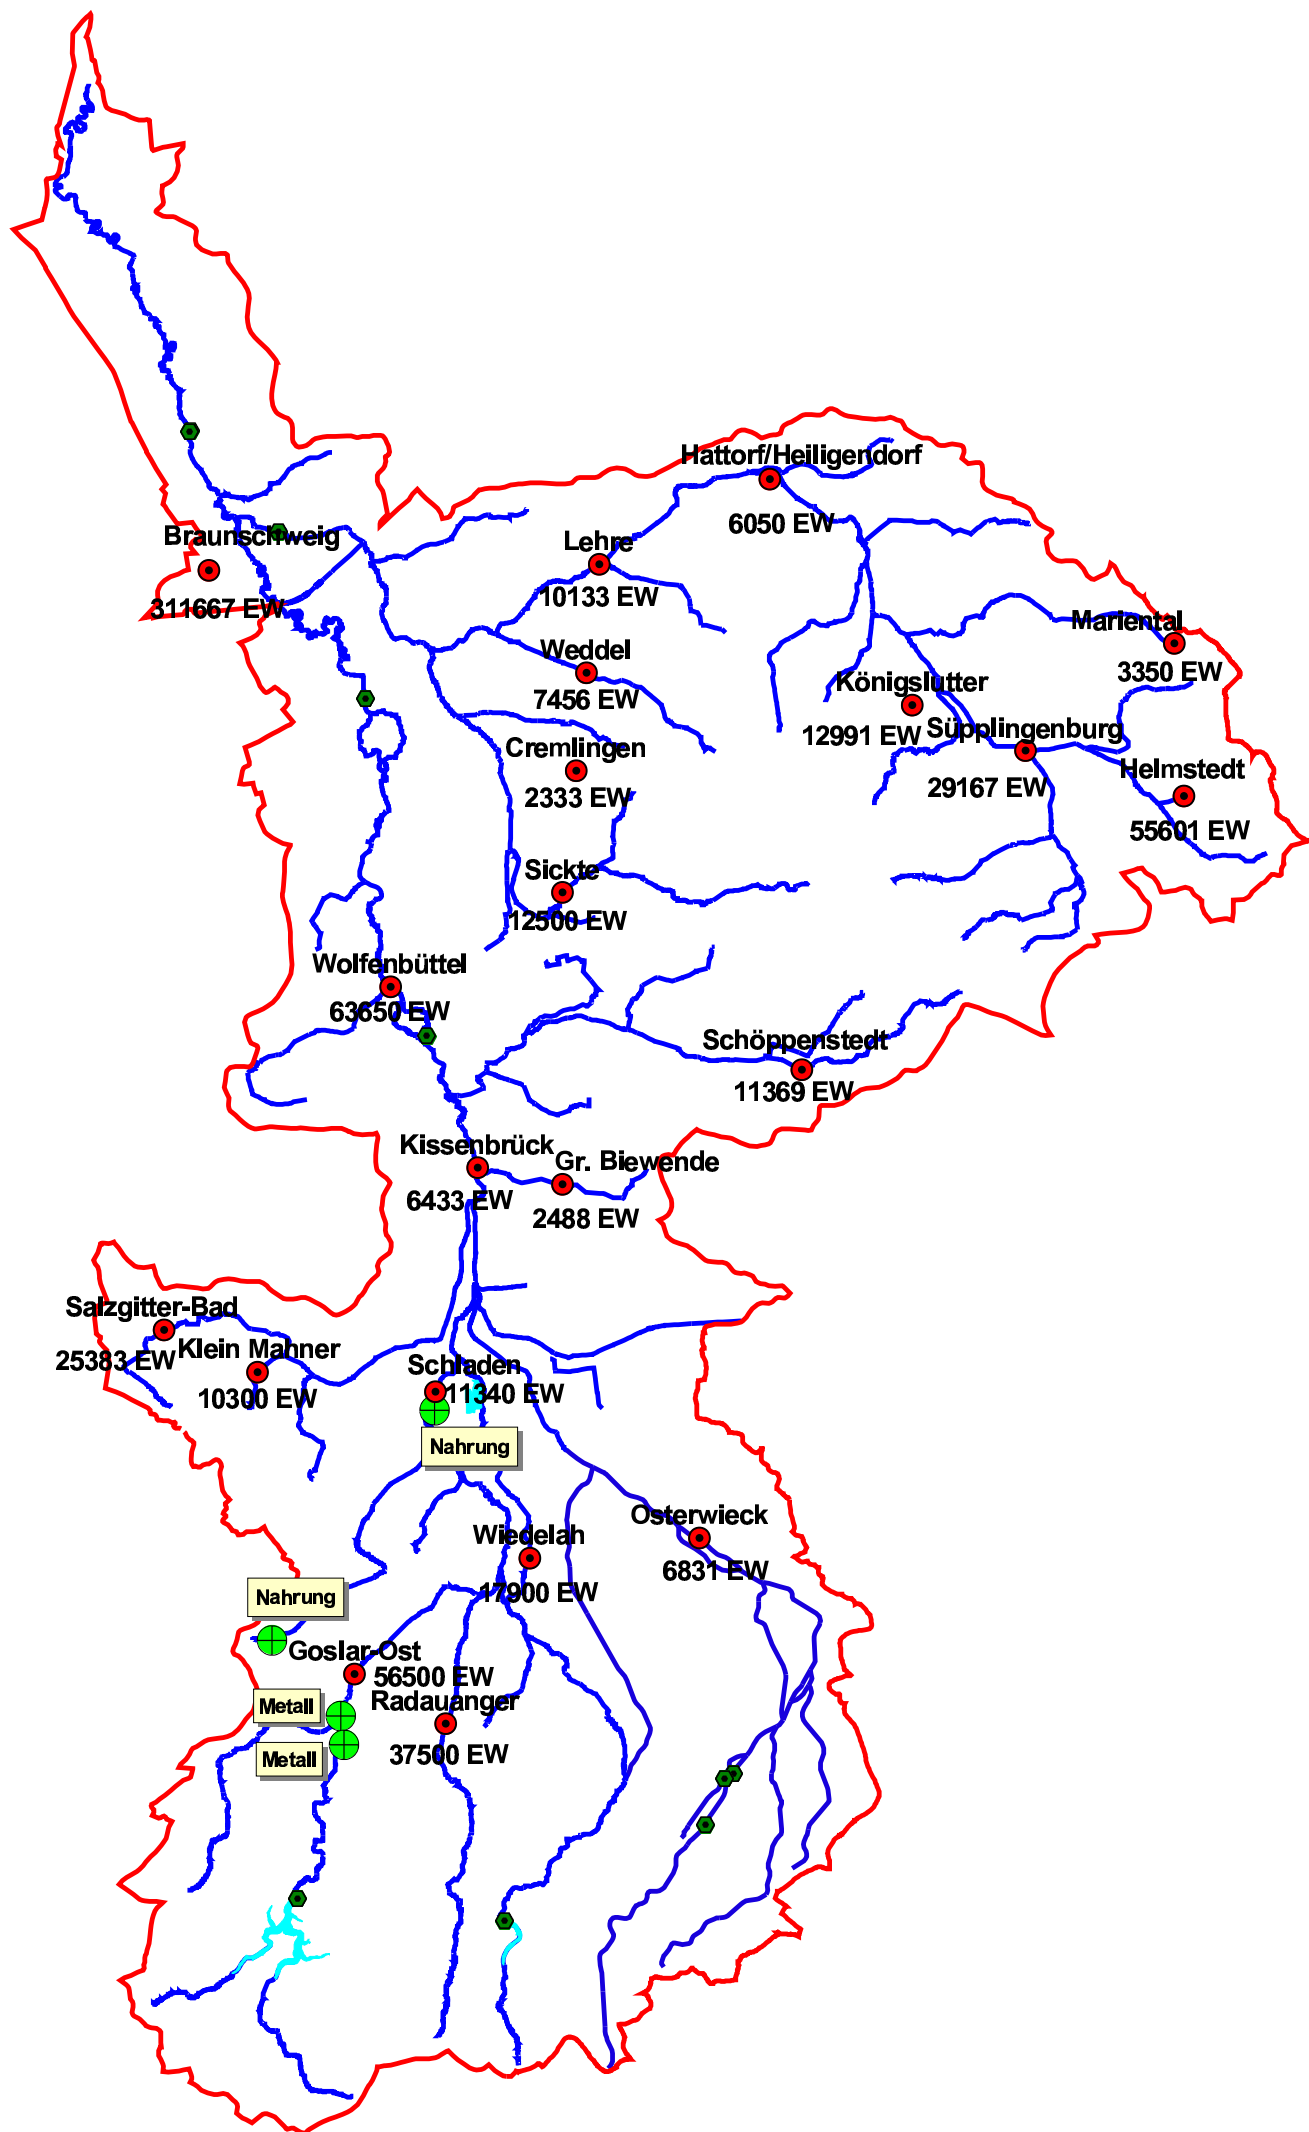 Hattorf/Heiligendorf
6050 EW
Braunschweig
311667 EW
Lehre
10133 EW
Mariental
3350 EW
Weddel
7456 EW
Königslutter
12991 EW
Süpplingenburg
29167 EW
Cremlingen
2333 EW
Helmstedt
55601 EW
Sickte
12500 EW
Wolfenbüttel
63650 EW
Schöppenstedt
11369 EW
Kissenbrück
6433 EW
Gr. Biewende
2488 EW
Salzgitter-Bad
25383 EW
Klein Mahner
10300 EW
Schladen
11340 EW
Nahrung
Osterwieck
6831 EW
Wiedelah
17900 EW
Nahrung
Goslar-Ost
56500 EW
Metall
Radauanger
37500 EW
Metall